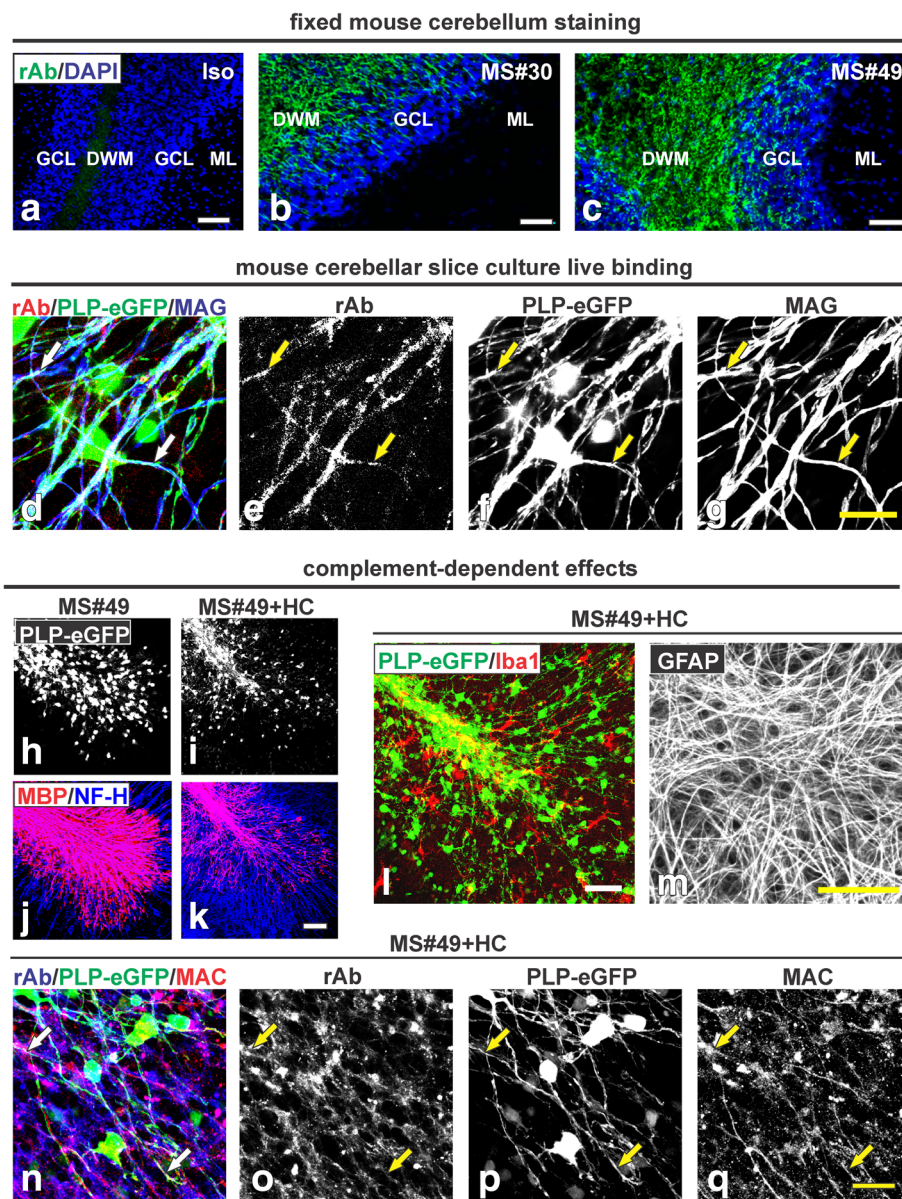 fixed mouse cerebellum staining
rAb/DAPI Iso
GCL DWM GCL ML
a
MS#30
DWM GCL ML
b
MS#49
DWM GCL ML
c
mouse cerebellar slice culture live binding
rAb/PLP-eGFP/MAG rAb PLP-eGFP MAG
d e f g
complement-dependent effects
MS#49 MS#49+HC
PLP-eGFP
h i
MBP/NF-H
j k
MS#49+HC
PLP-eGFP/Iba1 GFAP
l m
MS#49+HC
rAb/PLP-eGFP/MAC rAb PLP-eGFP MAC
n o p q